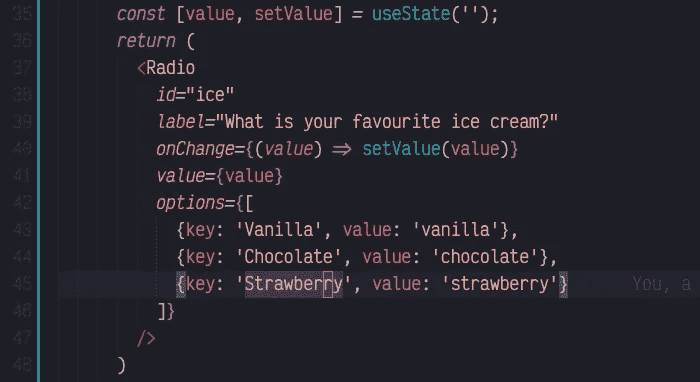 35 const [value, setValue] = useState('');
36 return (
37 <Radio
38 id="ice"
39 label="What is your favourite ice cream?"
40 onChange={(value) => setValue(value)}
41 value={value}
42 options={[
43 {key: 'Vanilla', value: 'vanilla'},
44 {key: 'Chocolate', value: 'chocolate'},
45 {key: 'Strawberry', value: 'strawberry'} You, a
46 ]}
47 />
48 )